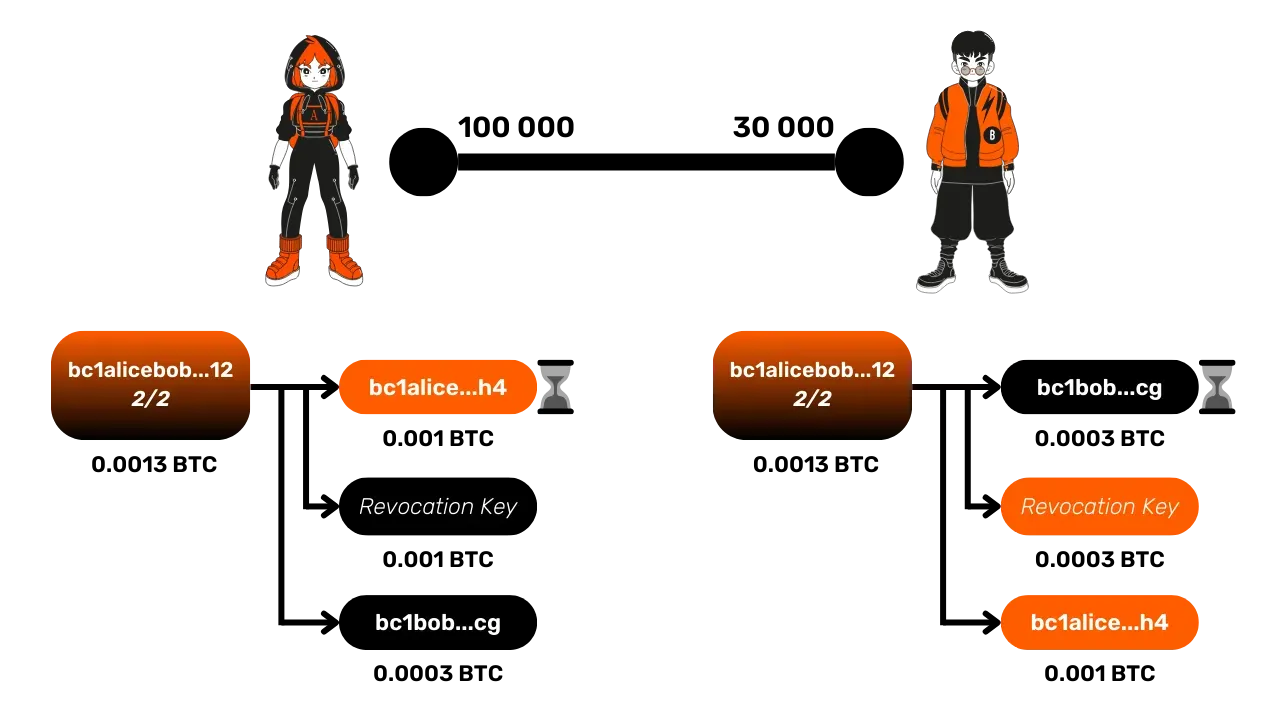 A
B
100 000
30 000
bc1alicebob...12
2/2
0.0013 BTC
bc1alice...h4
0.001 BTC
Revocation Key
0.001 BTC
bc1bob...cg
0.0003 BTC
bc1alicebob...12
2/2
0.0013 BTC
bc1bob...cg
0.0003 BTC
Revocation Key
0.0003 BTC
bc1alice...h4
0.001 BTC